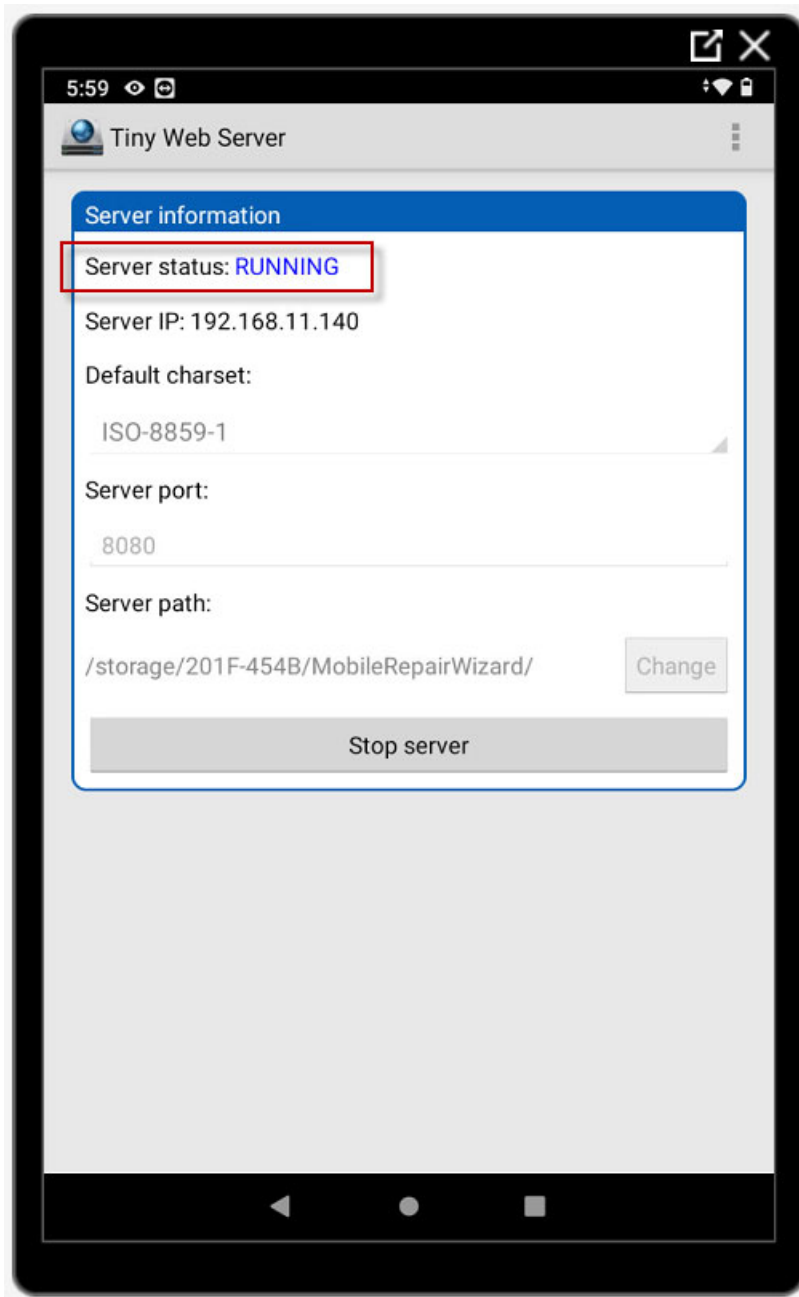 5:59
Tiny Web Server
Server information
Server status: RUNNING
Server IP: 192.168.11.140
Default charset:
ISO-8859-1
Server port:
8080
Server path:
/storage/201F-454B/MobileRepairWizard/ Change
Stop server